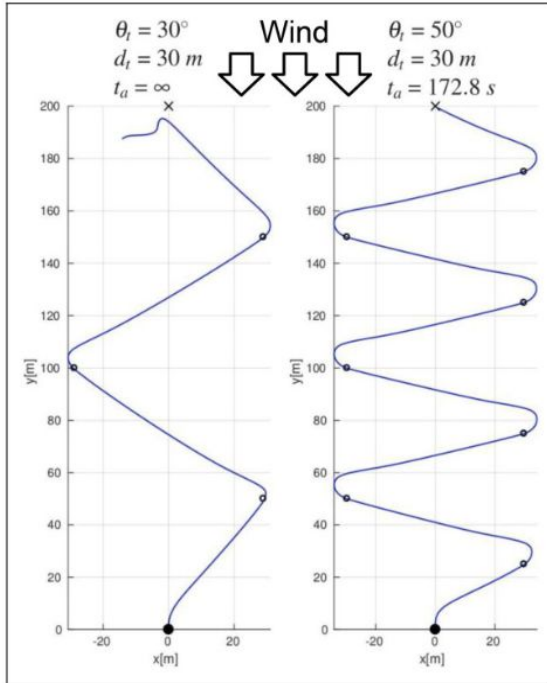 Wind
θₜ = 30°
dₜ = 30 m
tₐ = ∞
θₜ = 50°
dₜ = 30 m
tₐ = 172.8 s
200
180
160
140
120
100
80
60
40
20
0
y[m]
-20
0
20
x[m]
200
180
160
140
120
100
80
60
40
20
0
y[m]
-20
0
20
x[m]